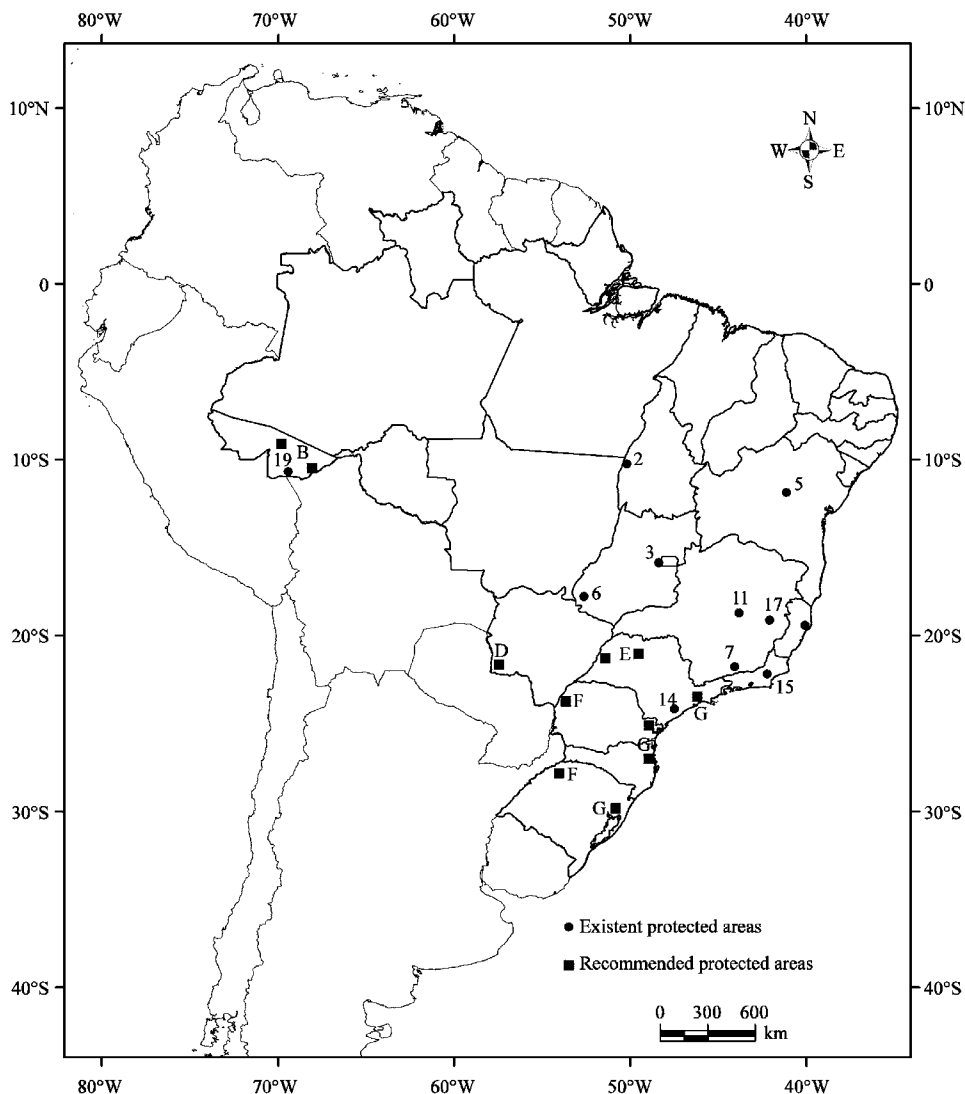 80°W 70°W 60°W 50°W 40°W
10°N 10°N
N
W E
S
0 0
B
19
10°S 2 10°S
5
3
6
11 17
20°S 20°S
D E 7
15
F 14 G
G
F
30°S G 30°S
Existent protected areas
Recommended protected areas
40°S 40°S
0 300 600
km
80°W 70°W 60°W 50°W 40°W